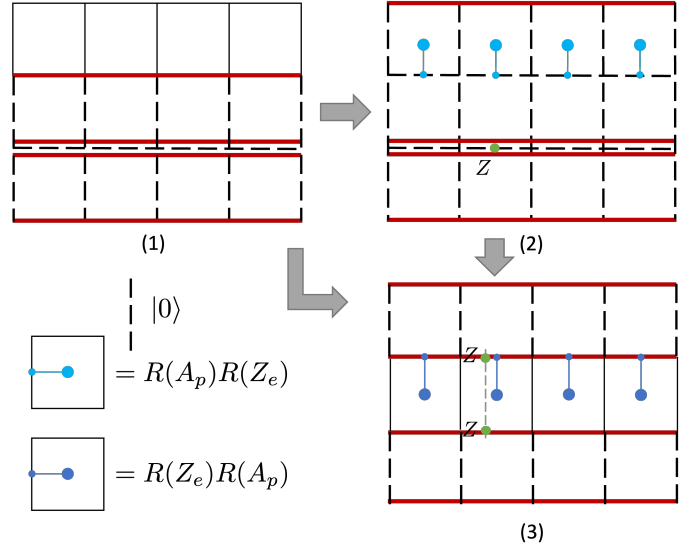 Z
(1)
(2)
|0⟩
= R(A_p)R(Z_e)
Z
Z
= R(Z_e)R(A_p)
(3)